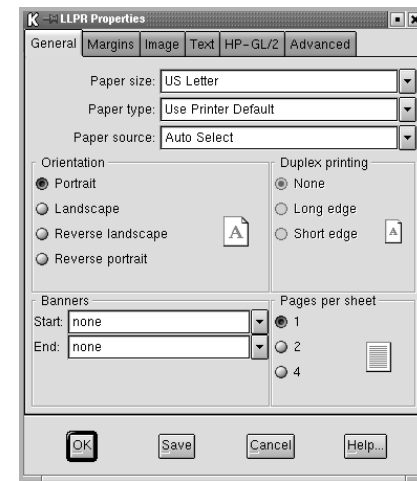 K LLPR Properties
General Margins Image Text HP-GL/2 Advanced
Paper size: US Letter
Paper type: Use Printer Default
Paper source: Auto Select
Orientation
Portrait
Landscape
Reverse landscape
Reverse portrait
A
Duplex printing
None
Long edge
Short edge
A
Banners
Start: none
End: none
Pages per sheet
1
2
4
OK Save Cancel Help...